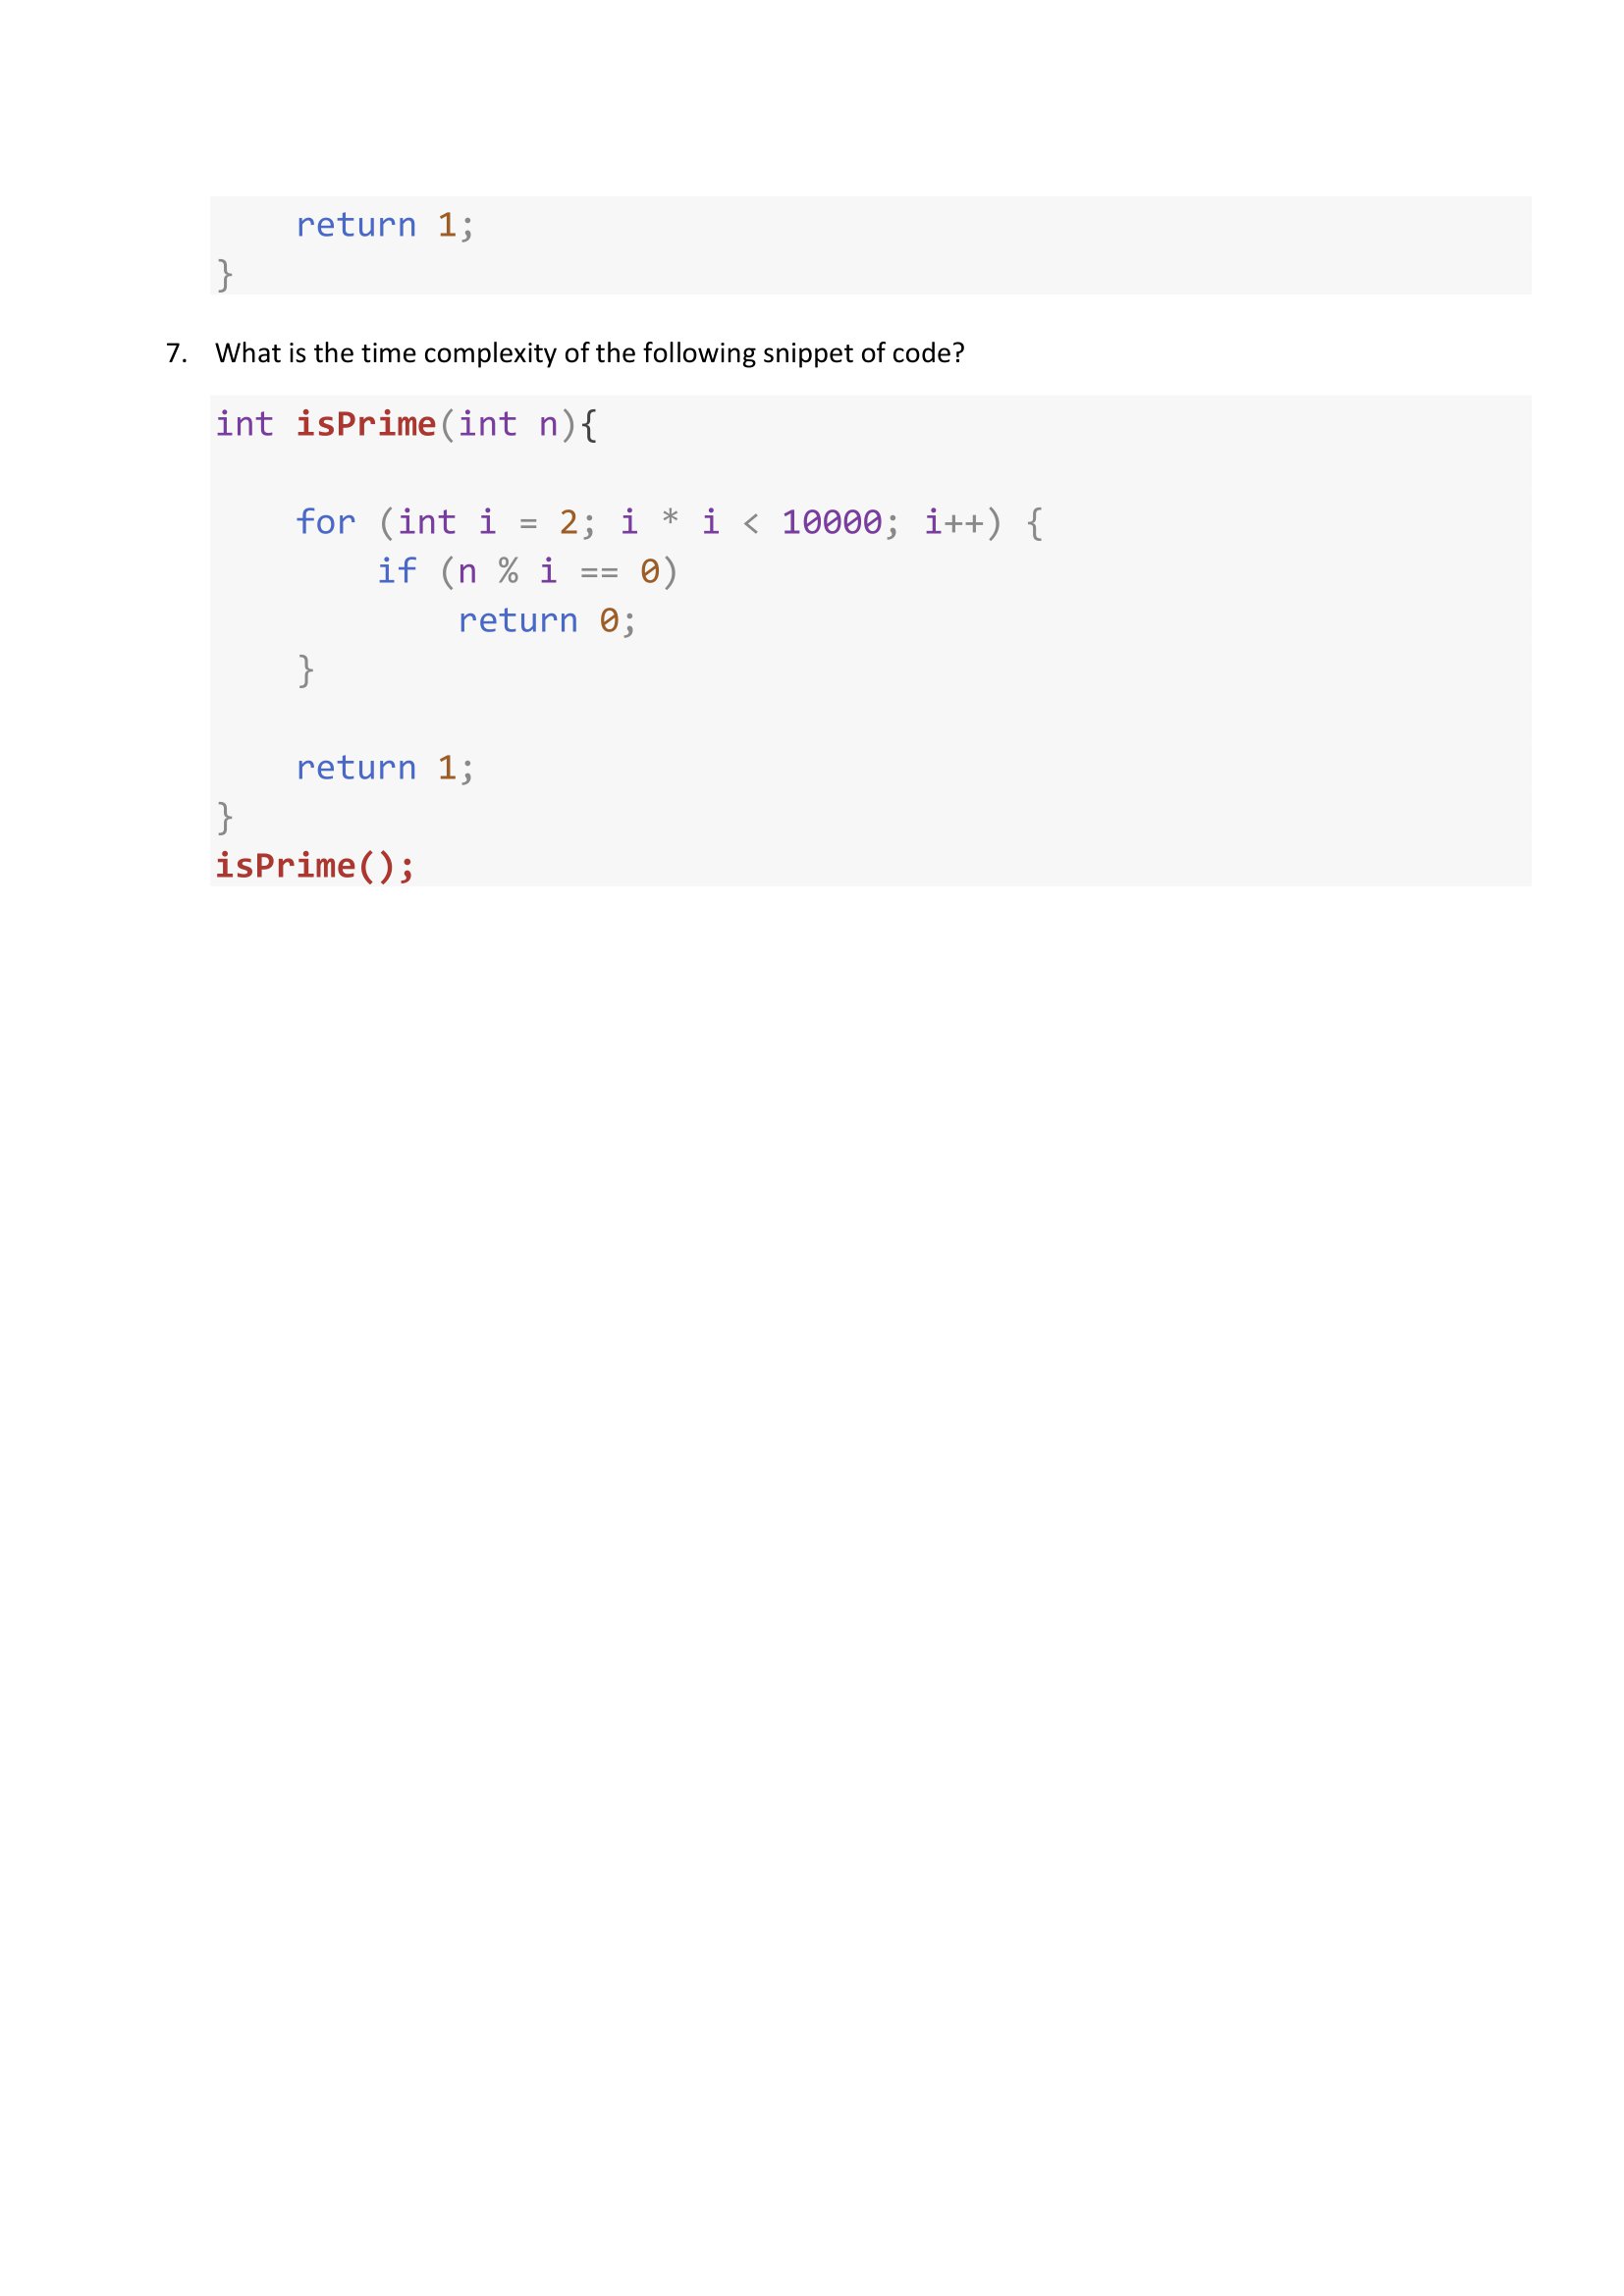 return 1;
}
7. What is the time complexity of the following snippet of code?
int isPrime(int n){
for (int i = 2; i * i < 10000; i++) {
if (n % i == 0)
return 0;
}
return 1;
}
isPrime();